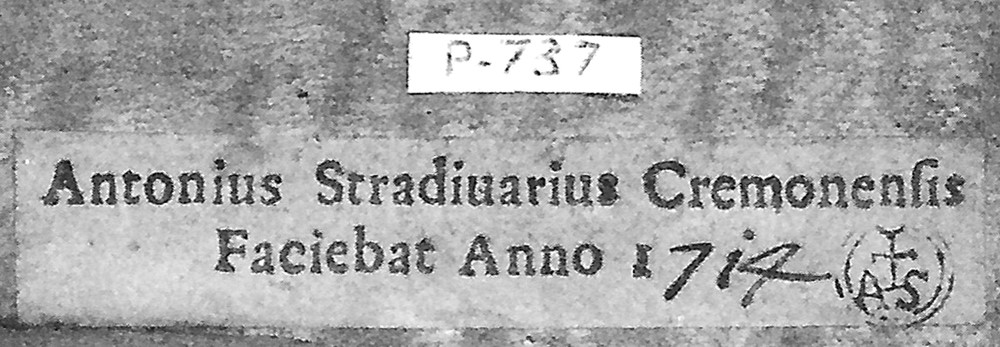 P-737
Antonius Stradiuarius Cremonenſis
Faciebat Anno 1714
A S